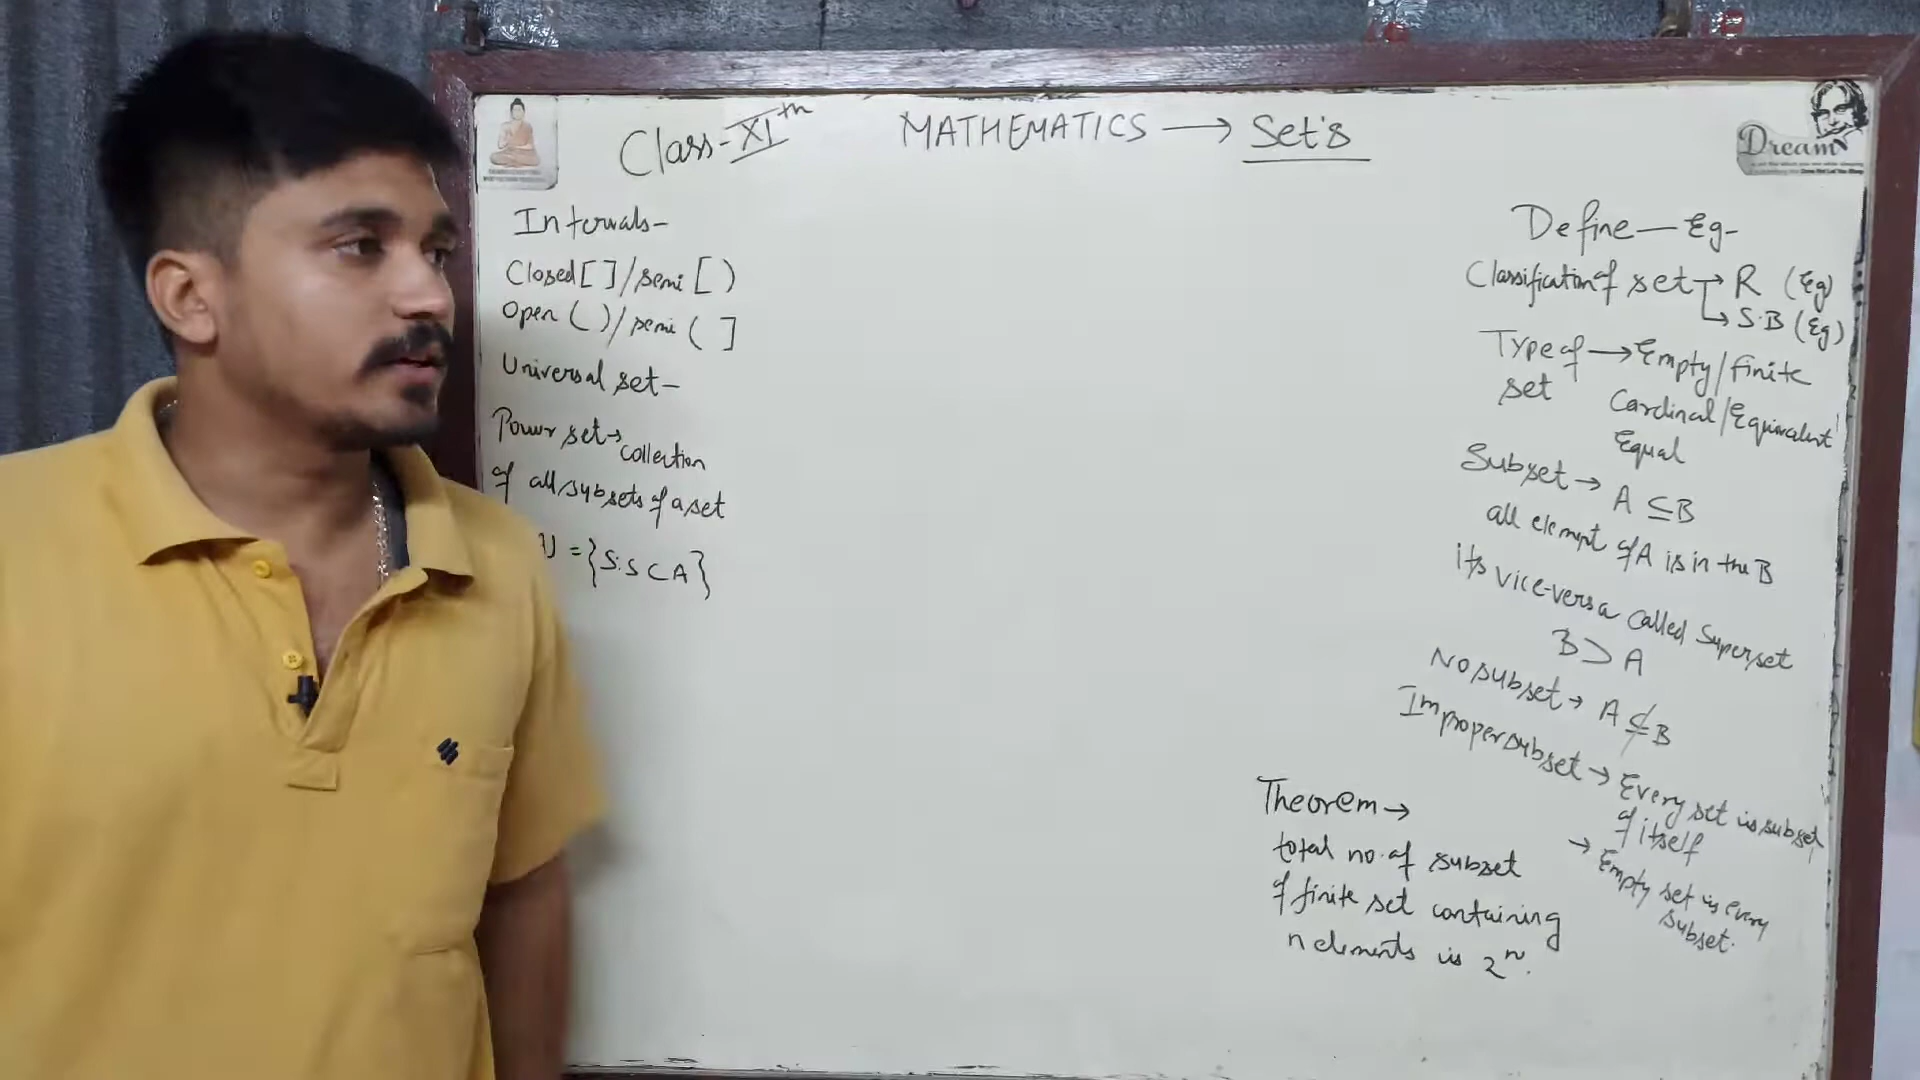 Class-XIth MATHEMATICS → Set's
Dream
Intervals-
Closed [ ]/semi [ )
Open ( )/semi ( ]
Universal set-
Power set→ collection
of all subsets of a set
U = {S:S⊂A}
Define — Eg-
Classification of set → R (Eg)
↳ S.B (Eg)
Type of set → Empty/finite
Cardinal/Equivalent
Equal
Subset → A ⊆ B
all element of A is in the B
its vice-versa called Superset
B ⊃ A
No subset → A ⊈ B
Improper subset → Every set is subset
of itself
→ Empty set is every
subset.
Theorem →
total no. of subset
of finite set containing
n elements is 2ⁿ.